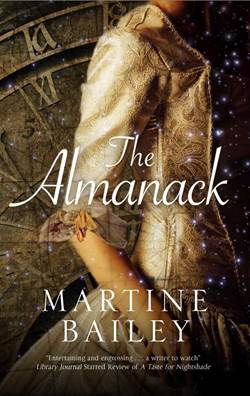 The
Almanack
MARTINE
BAILEY
"Entertaining and engrossing . . . a writer to watch"
Library Journal Starred Review of A Taste for Nightshade